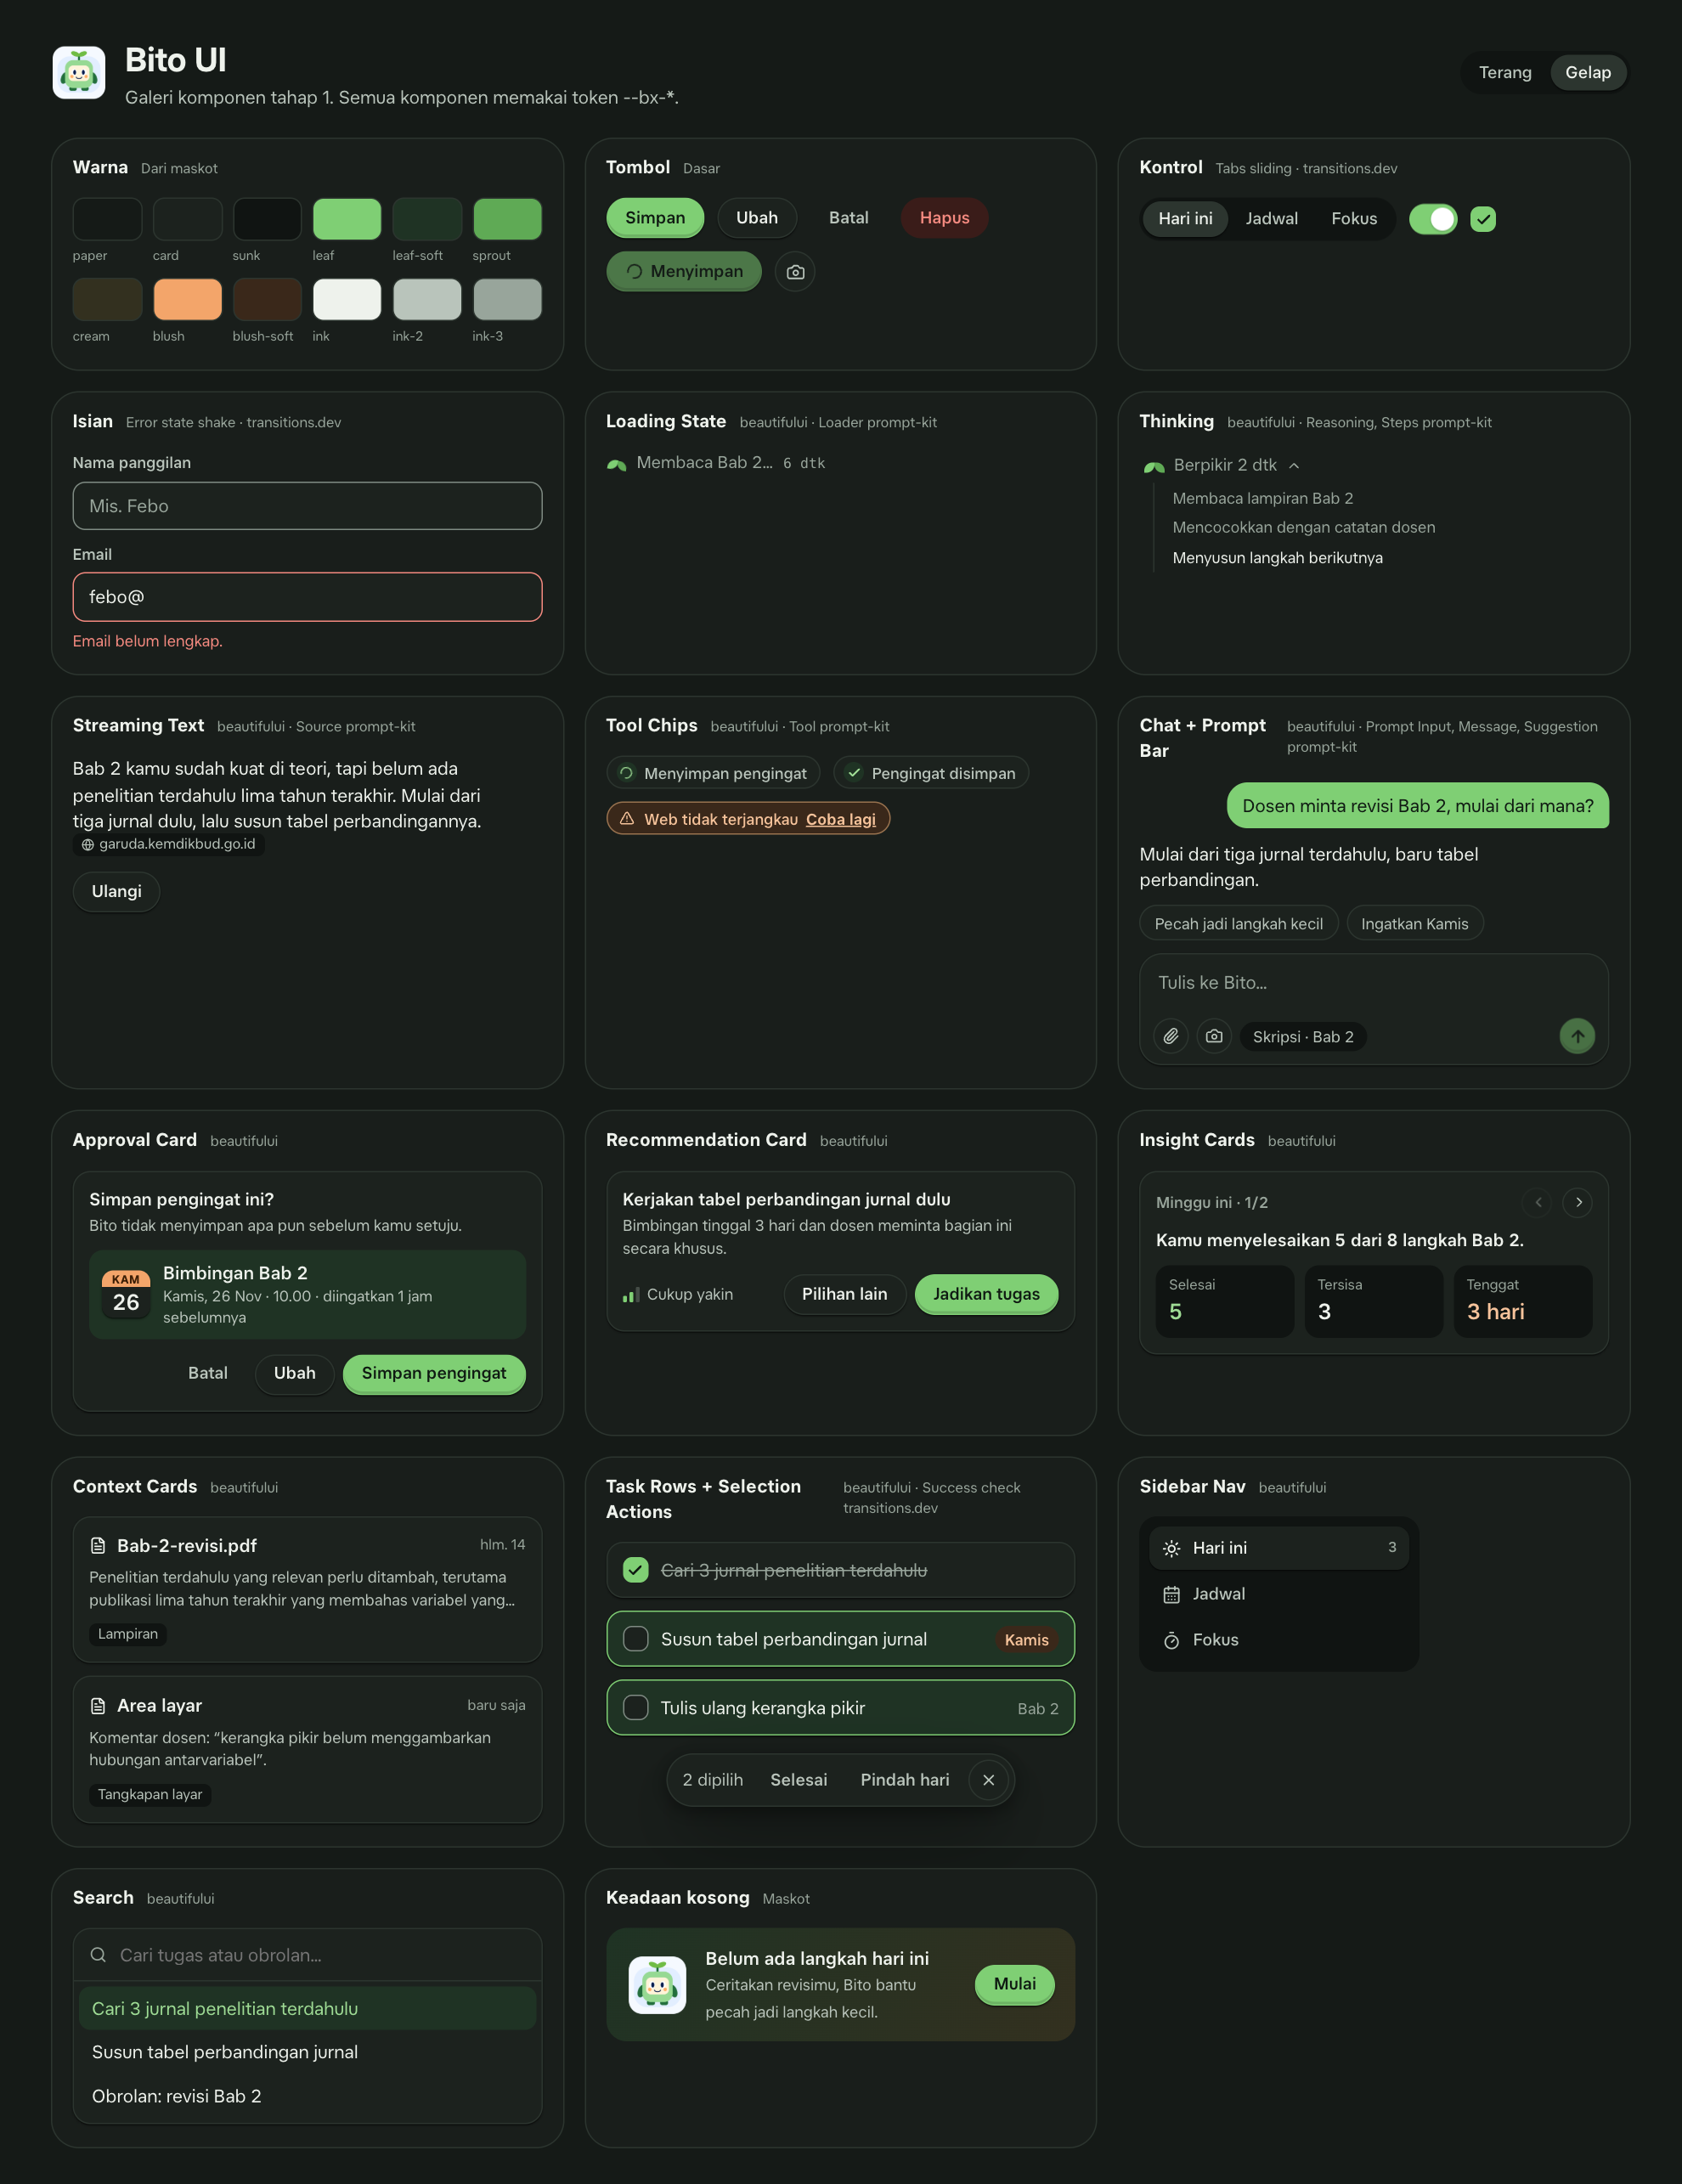 Bito UI
Galeri komponen tahap 1. Semua komponen memakai token --bx-*.
Terang Gelap
Warna Dari maskot
paper card sunk leaf leaf-soft sprout
cream blush blush-soft ink ink-2 ink-3
Tombol Dasar
Simpan Ubah Batal Hapus
Menyimpan
Kontrol Tabs sliding · transitions.dev
Hari ini Jadwal Fokus
Isian Error state shake · transitions.dev
Nama panggilan
Mis. Febo
Email
febo@
Email belum lengkap.
Loading State beautifului · Loader prompt-kit
Membaca Bab 2… 6 dtk
Thinking beautifului · Reasoning, Steps prompt-kit
Berpikir 2 dtk
Membaca lampiran Bab 2
Mencocokkan dengan catatan dosen
Menyusun langkah berikutnya
Streaming Text beautifului · Source prompt-kit
Bab 2 kamu sudah kuat di teori, tapi belum ada
penelitian terdahulu lima tahun terakhir. Mulai dari
tiga jurnal dulu, lalu susun tabel perbandingannya.
garuda.kemdikbud.go.id
Ulangi
Tool Chips beautifului · Tool prompt-kit
Menyimpan pengingat Pengingat disimpan
Web tidak terjangkau Coba lagi
Chat + Prompt
Bar
beautifului · Prompt Input, Message, Suggestion
prompt-kit
Dosen minta revisi Bab 2, mulai dari mana?
Mulai dari tiga jurnal terdahulu, baru tabel
perbandingan.
Pecah jadi langkah kecil Ingatkan Kamis
Tulis ke Bito…
Skripsi · Bab 2
Approval Card beautifului
Simpan pengingat ini?
Bito tidak menyimpan apa pun sebelum kamu setuju.
KAM
26
Bimbingan Bab 2
Kamis, 26 Nov · 10.00 · diingatkan 1 jam
sebelumnya
Batal Ubah Simpan pengingat
Recommendation Card beautifului
Kerjakan tabel perbandingan jurnal dulu
Bimbingan tinggal 3 hari dan dosen meminta bagian ini
secara khusus.
Cukup yakin Pilihan lain Jadikan tugas
Insight Cards beautifului
Minggu ini · 1/2
Kamu menyelesaikan 5 dari 8 langkah Bab 2.
Selesai Tersisa Tenggat
5 3 3 hari
Context Cards beautifului
Bab-2-revisi.pdf hlm. 14
Penelitian terdahulu yang relevan perlu ditambah, terutama
publikasi lima tahun terakhir yang membahas variabel yang…
Lampiran
Area layar baru saja
Komentar dosen: “kerangka pikir belum menggambarkan
hubungan antarvariabel”.
Tangkapan layar
Task Rows + Selection
Actions
beautifului · Success check
transitions.dev
Cari 3 jurnal penelitian terdahulu
Susun tabel perbandingan jurnal Kamis
Tulis ulang kerangka pikir Bab 2
2 dipilih Selesai Pindah hari
Sidebar Nav beautifului
Hari ini 3
Jadwal
Fokus
Search beautifului
Cari tugas atau obrolan…
Cari 3 jurnal penelitian terdahulu
Susun tabel perbandingan jurnal
Obrolan: revisi Bab 2
Keadaan kosong Maskot
Belum ada langkah hari ini
Ceritakan revisimu, Bito bantu
pecah jadi langkah kecil.
Mulai